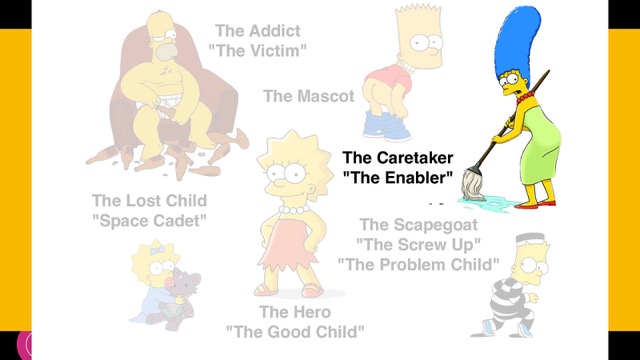 The Addict
"The Victim"
The Mascot
The Caretaker
"The Enabler"
The Lost Child
"Space Cadet"
The Scapegoat
"The Screw Up"
"The Problem Child"
The Hero
"The Good Child"